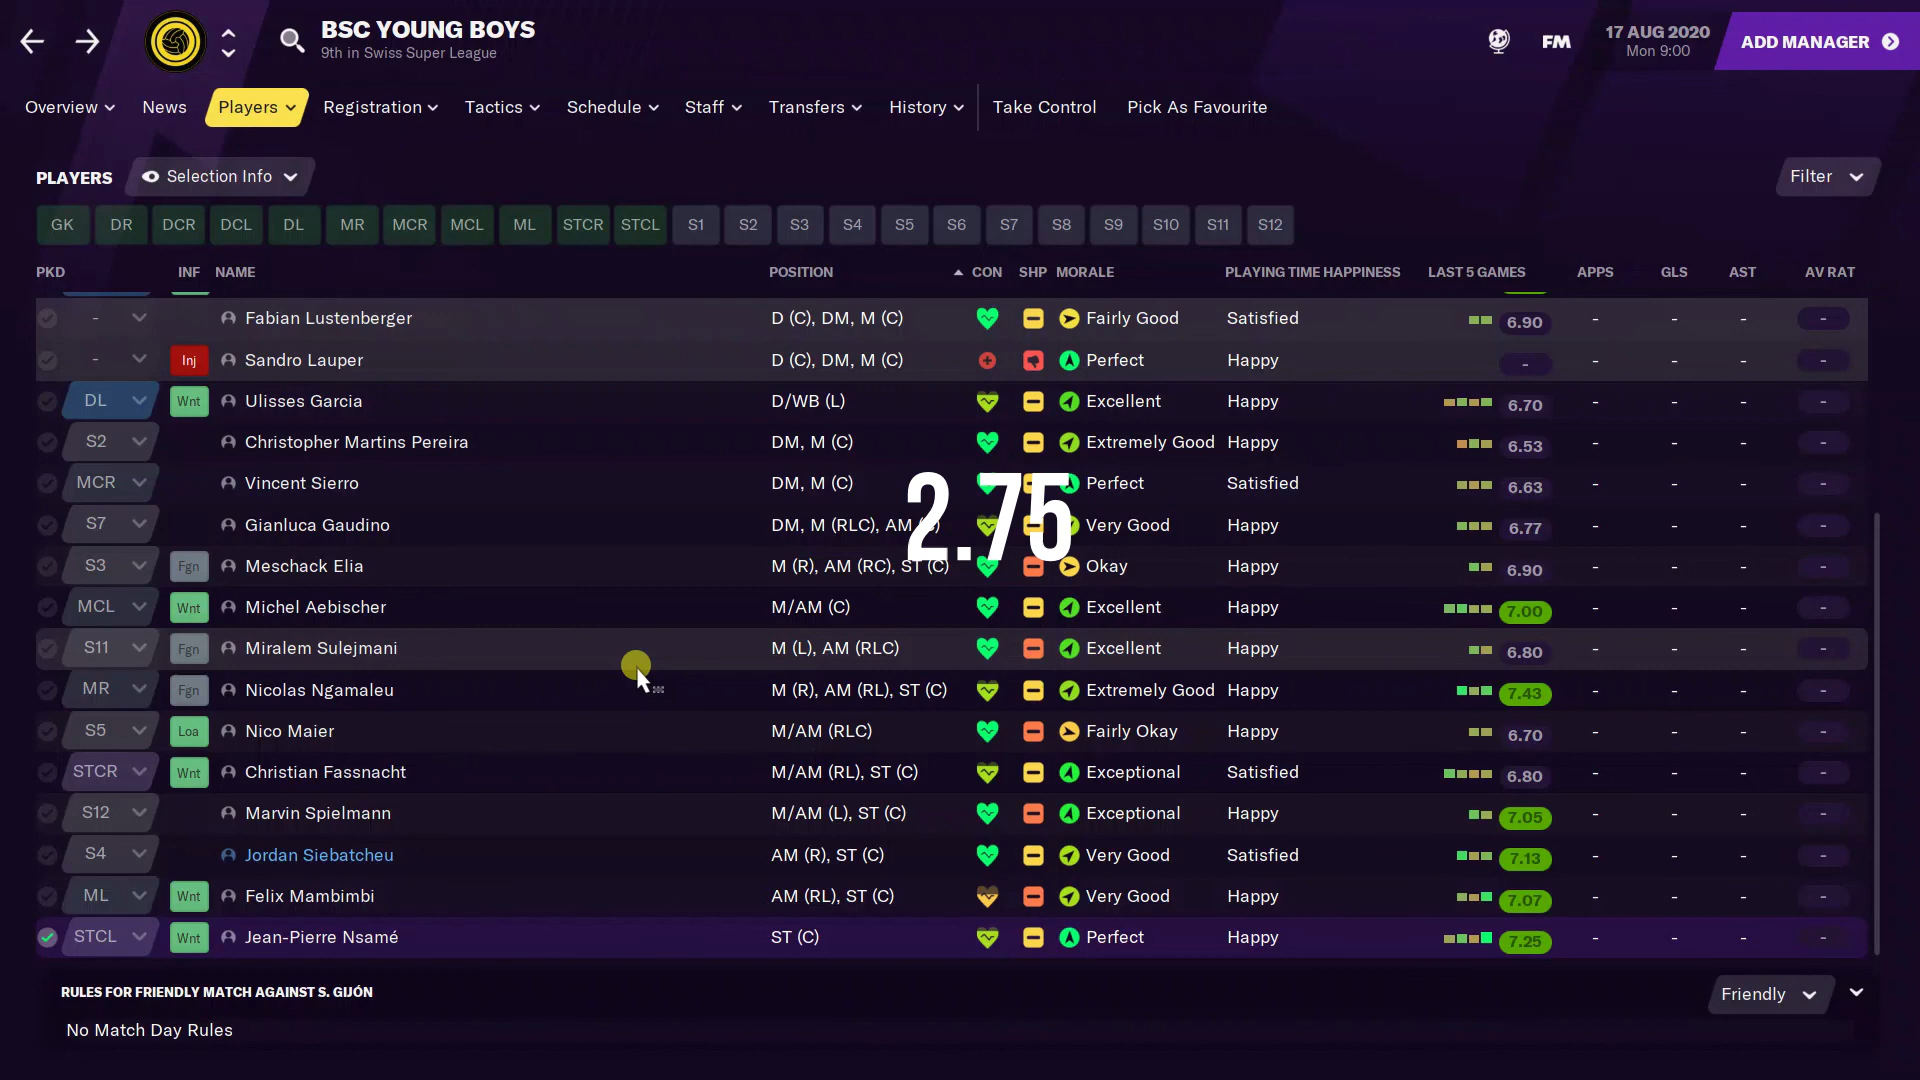 BSC YOUNG BOYS
9th in Swiss Super League
FM
17 AUG 2020
Mon 9:00
ADD MANAGER
Overview News Players Registration Tactics Schedule Staff Transfers History Take Control Pick As Favourite
PLAYERS Selection Info Filter
GK DR DCR DCL DL MR MCR MCL ML STCR STCL S1 S2 S3 S4 S5 S6 S7 S8 S9 S10 S11 S12
PKD INF NAME POSITION CON SHP MORALE PLAYING TIME HAPPINESS LAST 5 GAMES APPS GLS AST AV RAT
- Fabian Lustenberger D (C), DM, M (C) Fairly Good Satisfied 6.90 - - - -
- Inj Sandro Lauper D (C), DM, M (C) Perfect Happy - - - - -
DL Wnt Ulisses Garcia D/WB (L) Excellent Happy 6.70 - - - -
S2 Christopher Martins Pereira DM, M (C) Extremely Good Happy 6.53 - - - -
MCR Vincent Sierro DM, M (C) Perfect Satisfied 6.63 - - - -
2.75
S7 Gianluca Gaudino DM, M (RLC), AM (C) Very Good Happy 6.77 - - - -
S3 Fgn Meschack Elia M (R), AM (RC), ST (C) Okay Happy 6.90 - - - -
MCL Wnt Michel Aebischer M/AM (C) Excellent Happy 7.00 - - - -
S11 Fgn Miralem Sulejmani M (L), AM (RLC) Excellent Happy 6.80 - - - -
MR Fgn Nicolas Ngamaleu M (R), AM (RL), ST (C) Extremely Good Happy 7.43 - - - -
S5 Loa Nico Maier M/AM (RLC) Fairly Okay Happy 6.70 - - - -
STCR Wnt Christian Fassnacht M/AM (RL), ST (C) Exceptional Satisfied 6.80 - - - -
S12 Marvin Spielmann M/AM (L), ST (C) Exceptional Happy 7.05 - - - -
S4 Jordan Siebatcheu AM (R), ST (C) Very Good Satisfied 7.13 - - - -
ML Wnt Felix Mambimbi AM (RL), ST (C) Very Good Happy 7.07 - - - -
STCL Wnt Jean-Pierre Nsamé ST (C) Perfect Happy 7.25 - - - -
RULES FOR FRIENDLY MATCH AGAINST S. GIJÓN Friendly
No Match Day Rules